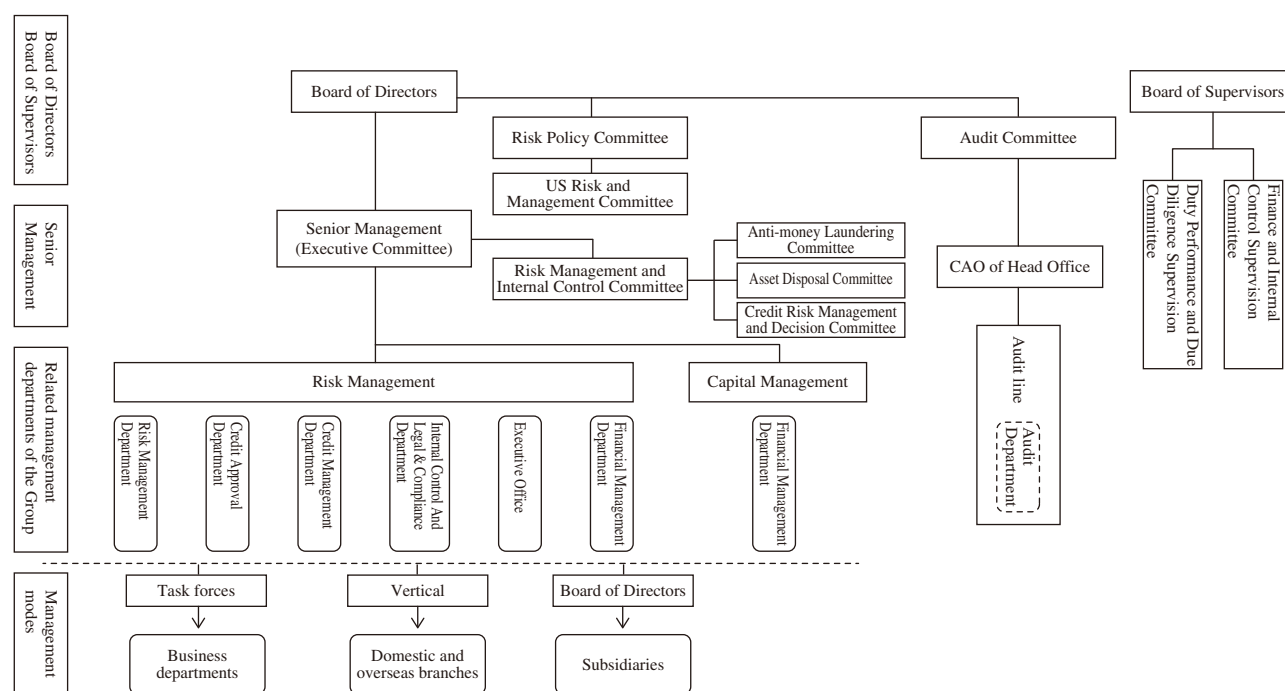 Board of Directors
Board of Supervisors
Board of Directors
Board of Supervisors
Risk Policy Committee
Audit Committee
US Risk and
Management Committee
Duty Performance and Due
Diligence Supervision
Committee
Finance and Internal
Control Supervision
Committee
Senior
Management
Senior Management
(Executive Committee)
Risk Management and
Internal Control Committee
Anti-money Laundering
Committee
Asset Disposal Committee
Credit Risk Management
and Decision Committee
CAO of Head Office
Related management
departments of the Group
Risk Management
Capital Management
Audit line
Audit
Department
Risk Management
Department
Credit Approval
Department
Credit Management
Department
Internal Control And
Legal & Compliance
Department
Executive Office
Financial Management
Department
Financial Management
Department
Management
modes
Task forces
Vertical
Board of Directors
Business
departments
Domestic and
overseas branches
Subsidiaries